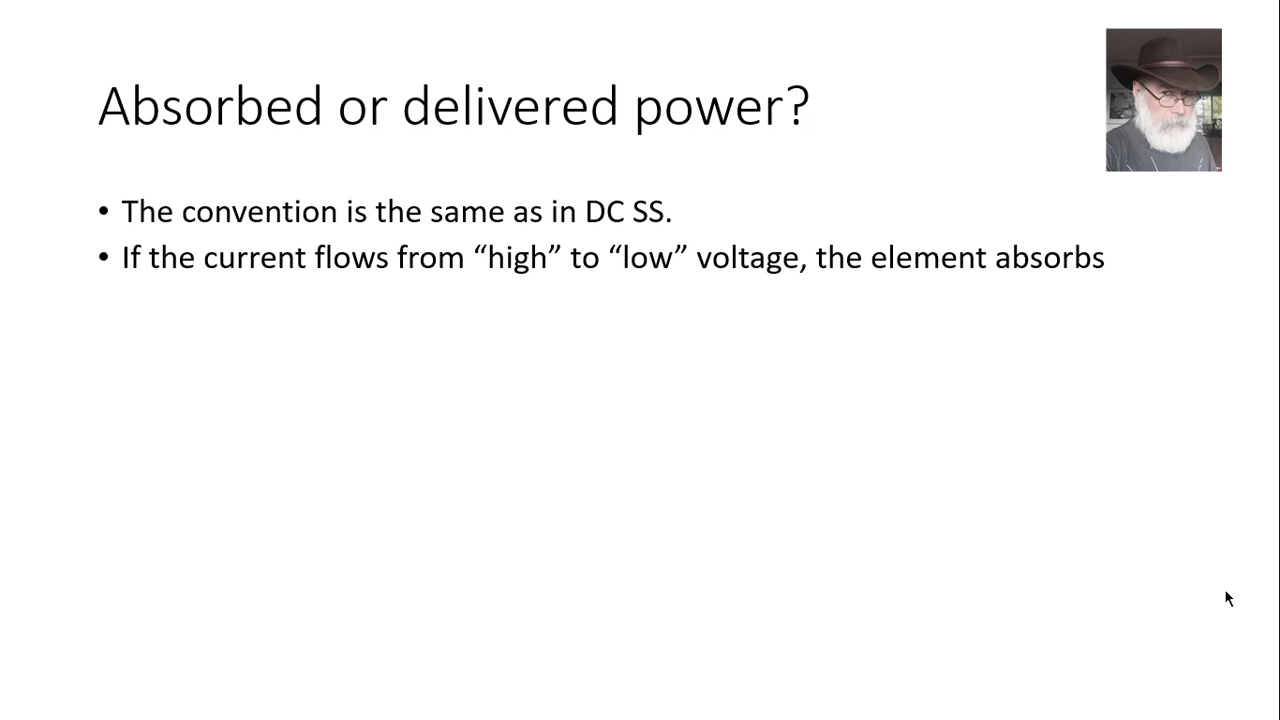 Absorbed or delivered power?
• The convention is the same as in DC SS.
• If the current flows from “high” to “low” voltage, the element absorbs